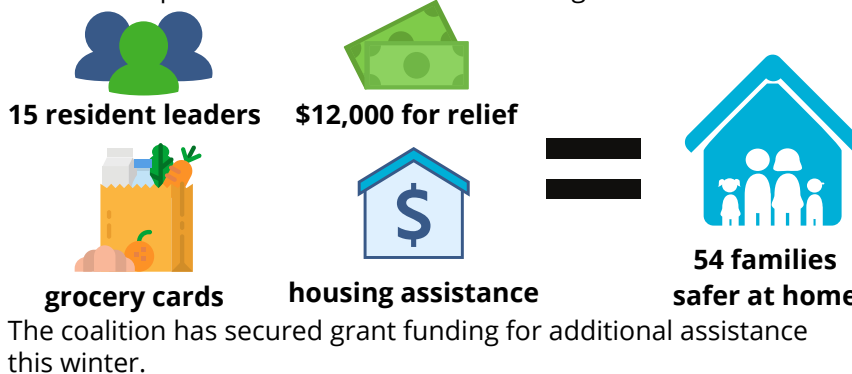 15 resident leaders
$12,000 for relief
$
grocery cards
housing assistance
54 families
safer at home
The coalition has secured grant funding for additional assistance
this winter.